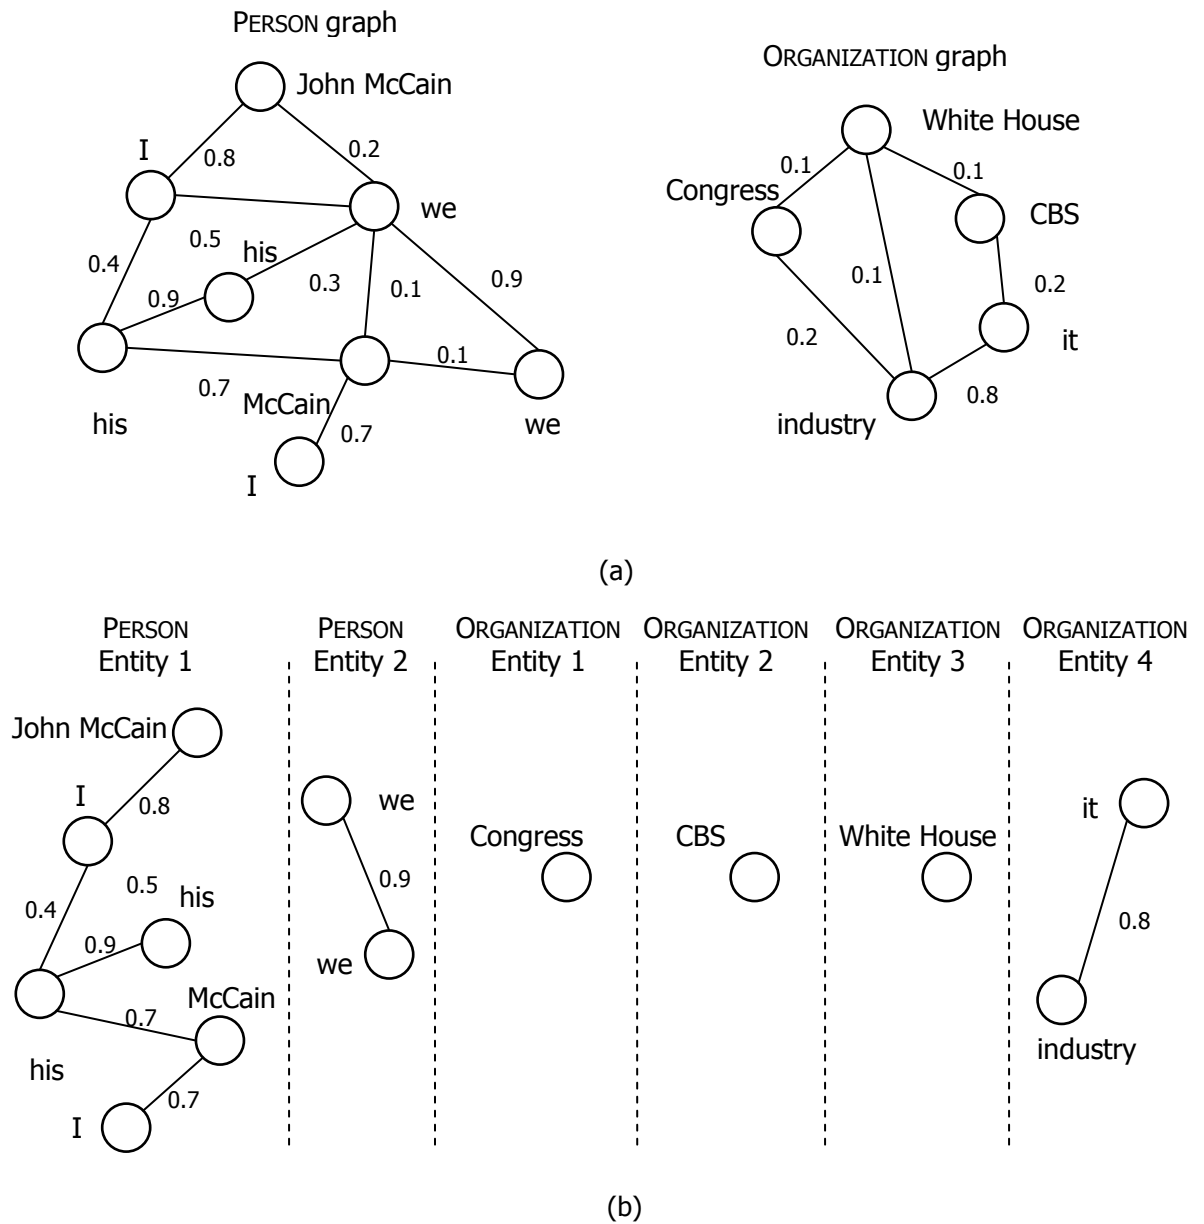 (a)
PERSON graph
John McCain
I
0.8
0.2
we
0.5
his
0.4
0.9
0.3
0.1
0.9
0.7
0.1
his
McCain
0.7
we
I
ORGANIZATION graph
White House
0.1
0.1
Congress
CBS
0.1
0.2
0.2
it
industry
0.8
(a)
PERSON
Entity 1
John McCain
I
0.8
0.5
his
0.4
0.9
McCain
0.7
his
0.7
I
PERSON
Entity 2
we
0.9
we
ORGANIZATION
Entity 1
Congress
ORGANIZATION
Entity 2
CBS
ORGANIZATION
Entity 3
White House
ORGANIZATION
Entity 4
it
0.8
industry
(b)